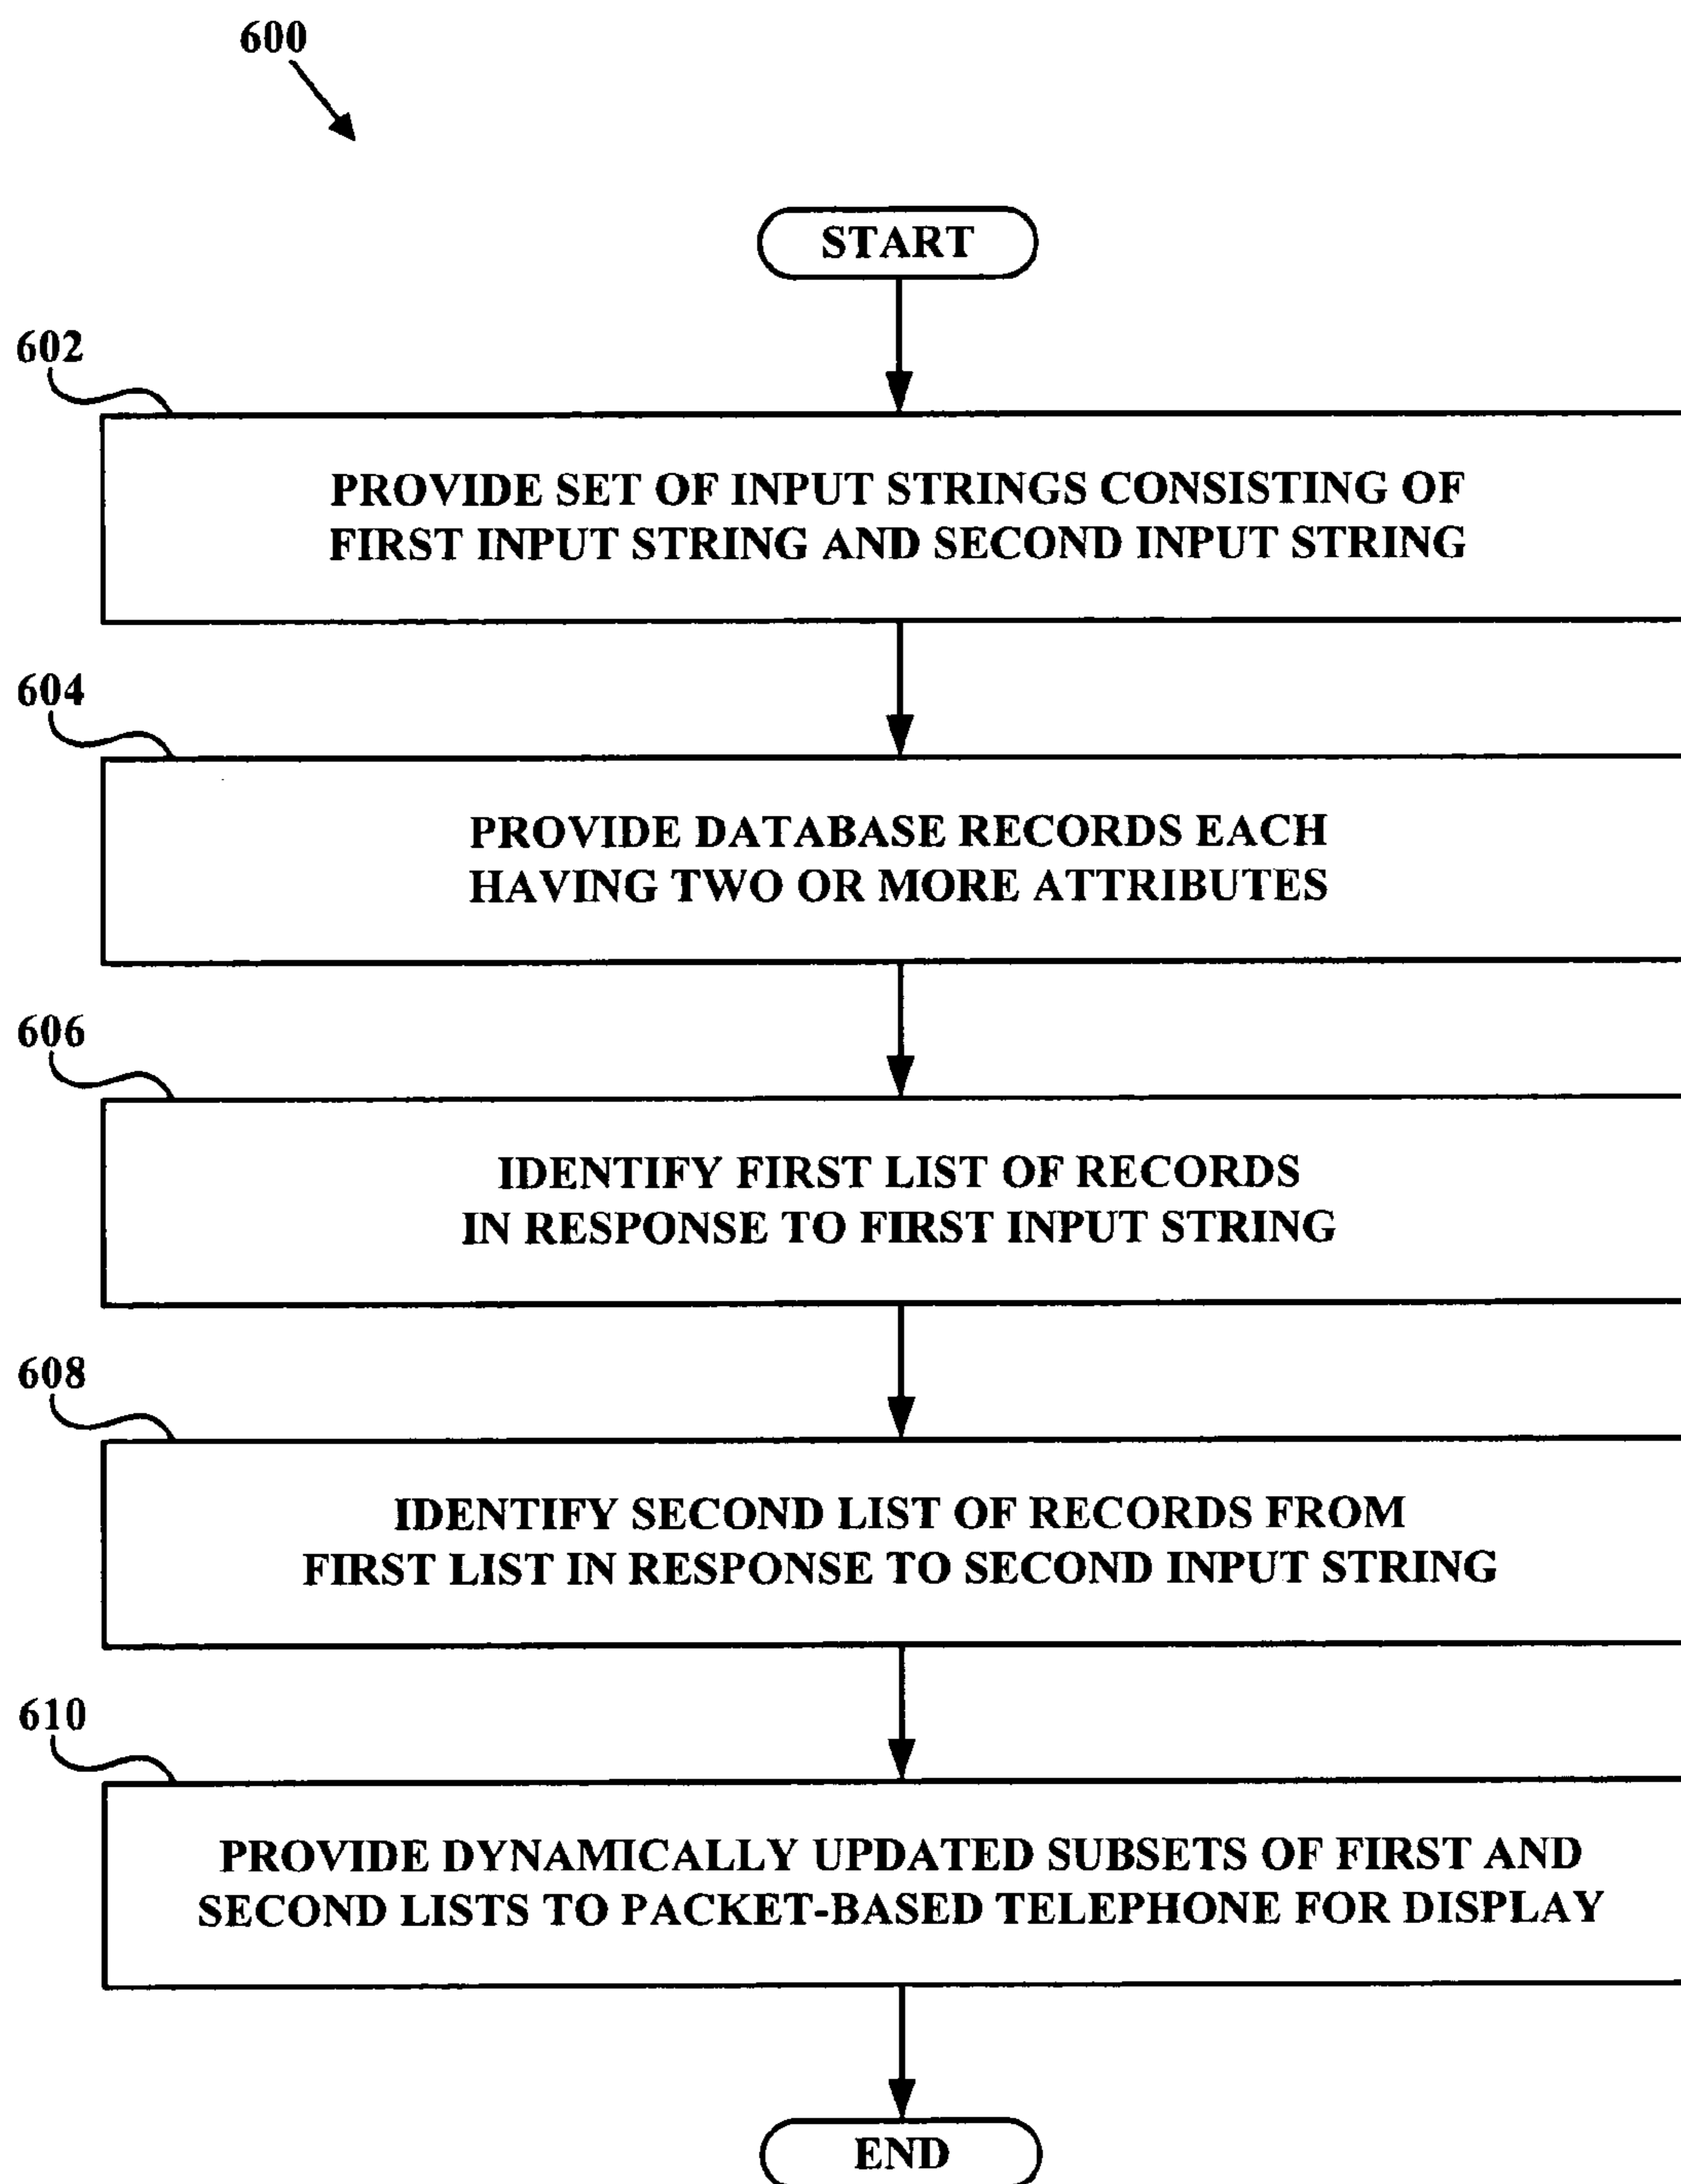 600
START
602
PROVIDE SET OF INPUT STRINGS CONSISTING OF
FIRST INPUT STRING AND SECOND INPUT STRING
604
PROVIDE DATABASE RECORDS EACH
HAVING TWO OR MORE ATTRIBUTES
606
IDENTIFY FIRST LIST OF RECORDS
IN RESPONSE TO FIRST INPUT STRING
608
IDENTIFY SECOND LIST OF RECORDS FROM
FIRST LIST IN RESPONSE TO SECOND INPUT STRING
610
PROVIDE DYNAMICALLY UPDATED SUBSETS OF FIRST AND
SECOND LISTS TO PACKET-BASED TELEPHONE FOR DISPLAY
END